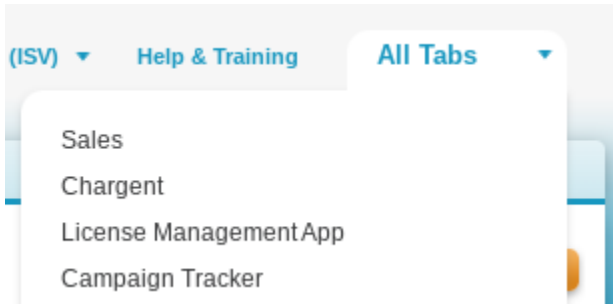 (ISV) Help & Training All Tabs
Sales
Chargent
License Management App
Campaign Tracker